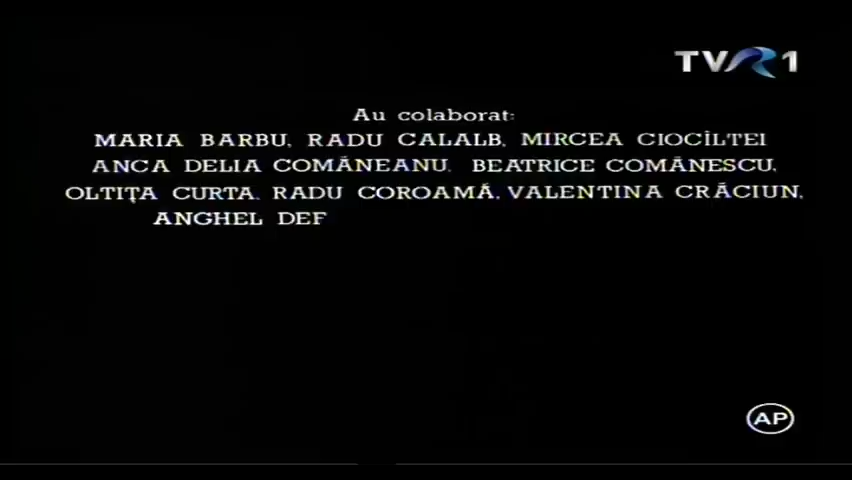 TVR1
Au colaborat:
MARIA BARBU, RADU CALALB, MIRCEA CIOCÎLTEI
ANCA DELIA COMĂNEANU, BEATRICE COMĂNESCU,
OLTIȚA CURTA, RADU COROAMĂ, VALENTINA CRĂCIUN,
ANGHEL DEF
AP